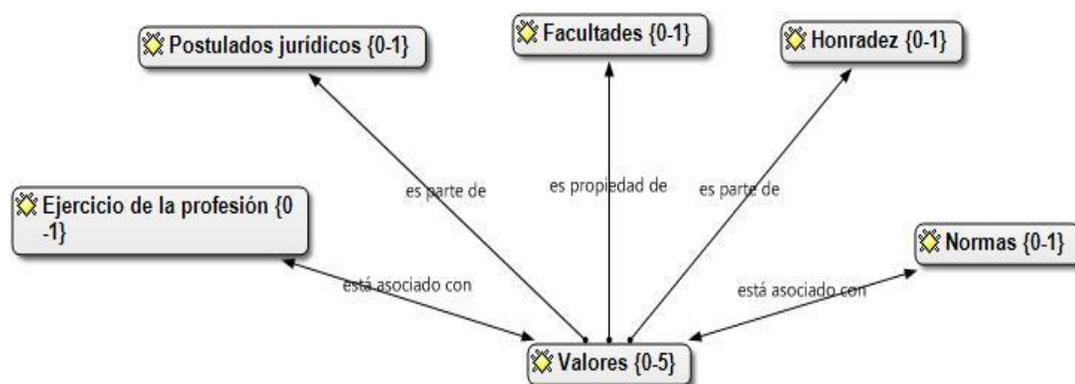 Postulados jurídicos {0-1}
Facultades {0-1}
Honradez {0-1}
es parte de
es propiedad de
es parte de
Ejercicio de la profesión {0
-1}
Normas {0-1}
está asociado con
está asociado con
Valores {0-5}